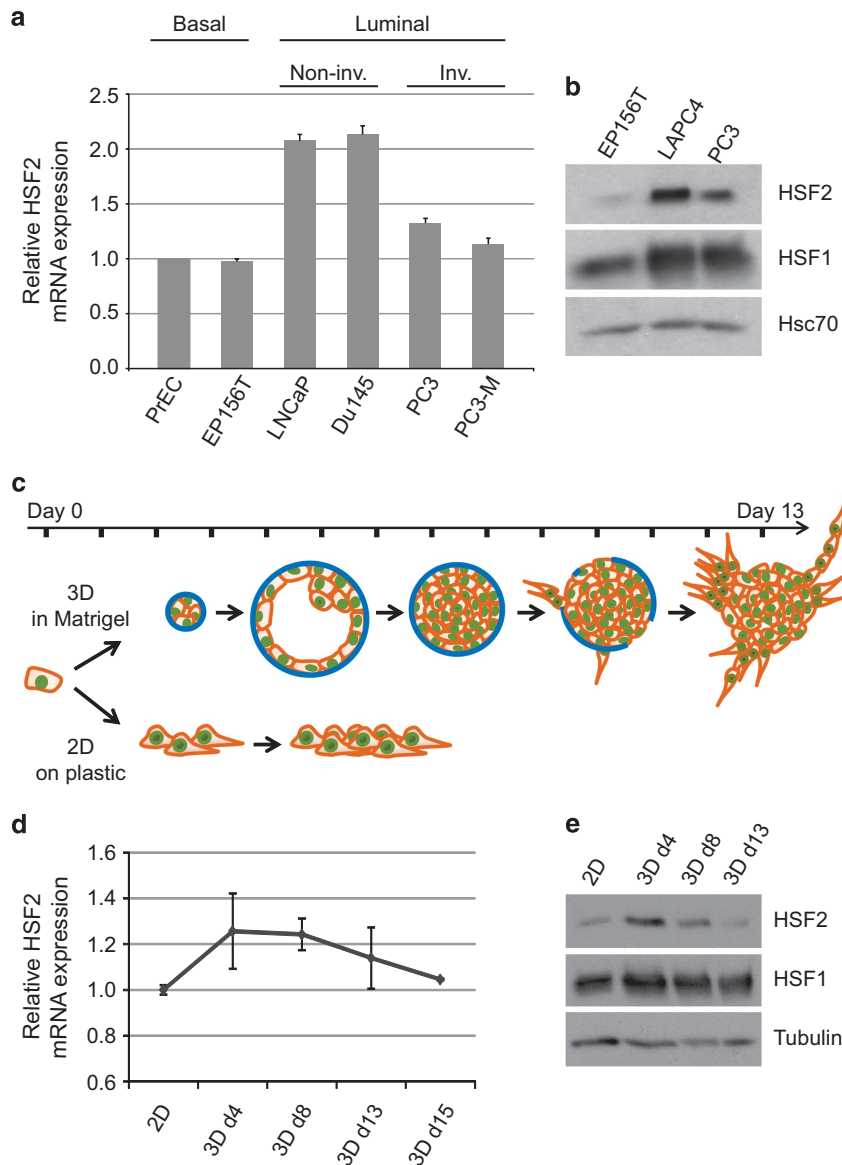 a
Basal
Luminal
Non-inv.
Inv.
Relative HSF2
mRNA expression
2.5
2.0
1.5
1.0
0.5
0.0
PrEC
EP156T
LNCaP
Du145
PC3
PC3-M
b
EP156T
LAPC4
PC3
HSF2
HSF1
Hsc70
c
Day 0
Day 13
3D
in Matrigel
2D
on plastic
d
Relative HSF2
mRNA expression
1.6
1.4
1.2
1.0
0.8
0.6
2D
3D d4
3D d8
3D d13
3D d15
e
2D
3D d4
3D d8
3D d13
HSF2
HSF1
Tubulin